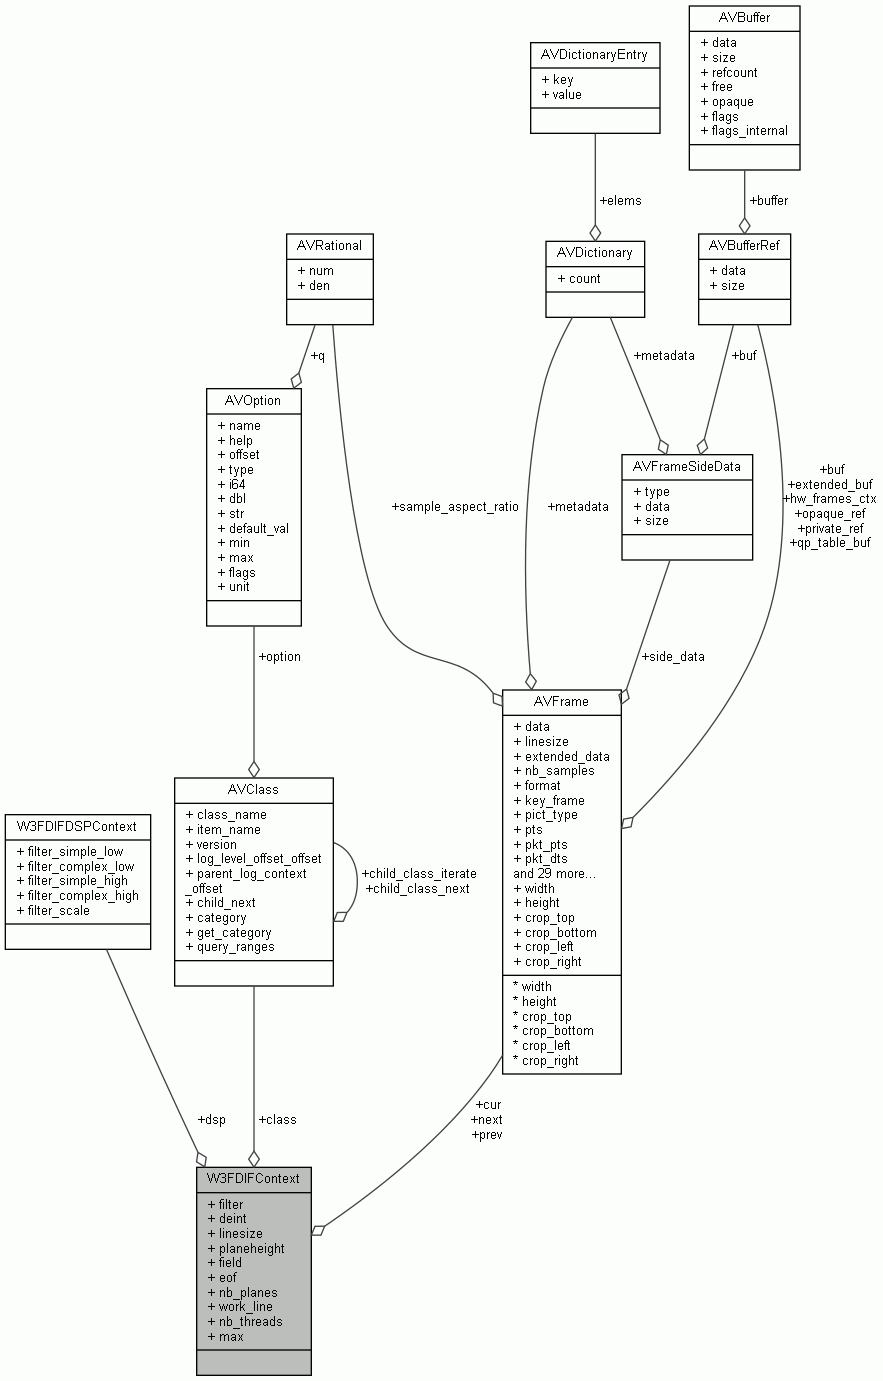 AVBuffer
+ data
+ size
+ refcount
+ free
+ opaque
+ flags
+ flags_internal
AVDictionaryEntry
+ key
+ value
+elems
+buffer
AVRational
+ num
+ den
AVDictionary
+ count
AVBufferRef
+ data
+ size
+q
+metadata
+buf
AVOption
+ name
+ help
+ offset
+ type
+ i64
+ dbl
+ str
+ default_val
+ min
+ max
+ flags
+ unit
AVFrameSideData
+ type
+ data
+ size
+sample_aspect_ratio
+metadata
+buf
+extended_buf
+hw_frames_ctx
+opaque_ref
+private_ref
+qp_table_buf
+option
+side_data
AVFrame
+ data
+ linesize
+ extended_data
+ nb_samples
+ format
+ key_frame
+ pict_type
+ pts
+ pkt_pts
+ pkt_dts
and 29 more...
+ width
+ height
+ crop_top
+ crop_bottom
+ crop_left
+ crop_right
* width
* height
* crop_top
* crop_bottom
* crop_left
* crop_right
AVClass
+ class_name
+ item_name
+ version
+ log_level_offset_offset
+ parent_log_context
_offset
+ child_next
+ category
+ get_category
+ query_ranges
+child_class_iterate
+child_class_next
W3FDIFDSPContext
+ filter_simple_low
+ filter_complex_low
+ filter_simple_high
+ filter_complex_high
+ filter_scale
+dsp
+class
+cur
+next
+prev
W3FDIFContext
+ filter
+ deint
+ linesize
+ planeheight
+ field
+ eof
+ nb_planes
+ work_line
+ nb_threads
+ max